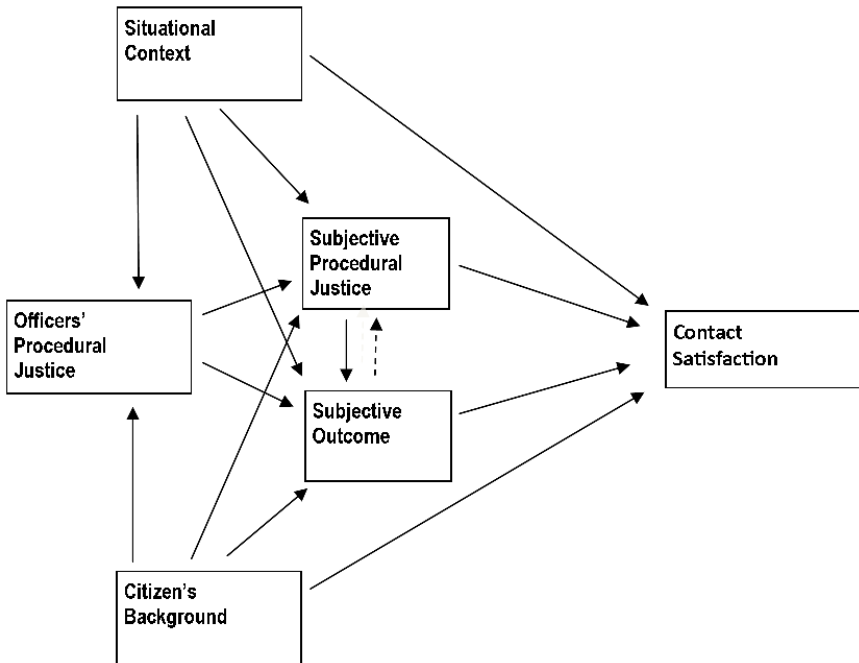 Situational
Context
Subjective
Procedural
Justice
Officers'
Procedural
Justice
Contact
Satisfaction
Subjective
Outcome
Citizen's
Background